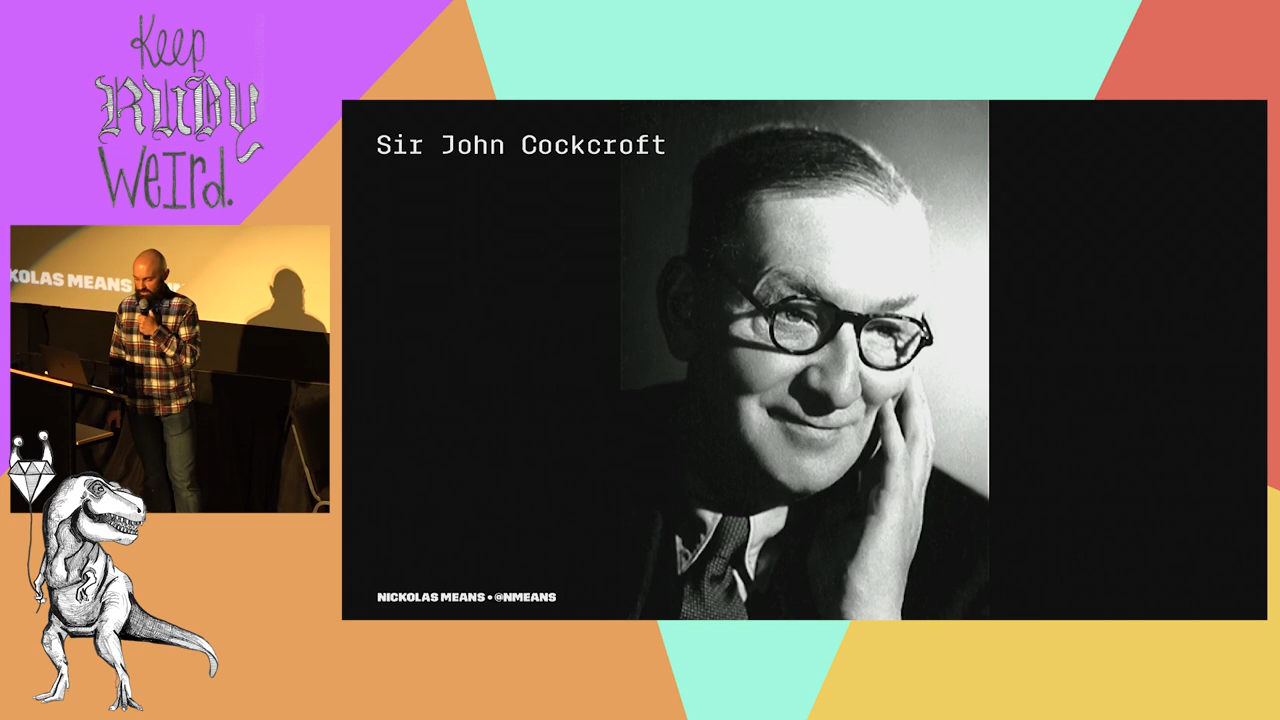 Keep
Ruby
Weird.
Sir John Cockcroft
KOLAS MEANS
NICKOLAS MEANS • @NMEANS